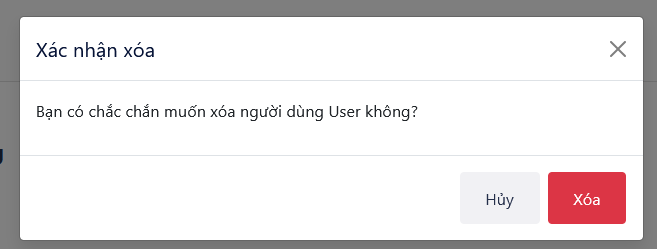 Xác nhận xóa
Bạn có chắc chắn muốn xóa người dùng User không?
Hủy
Xóa